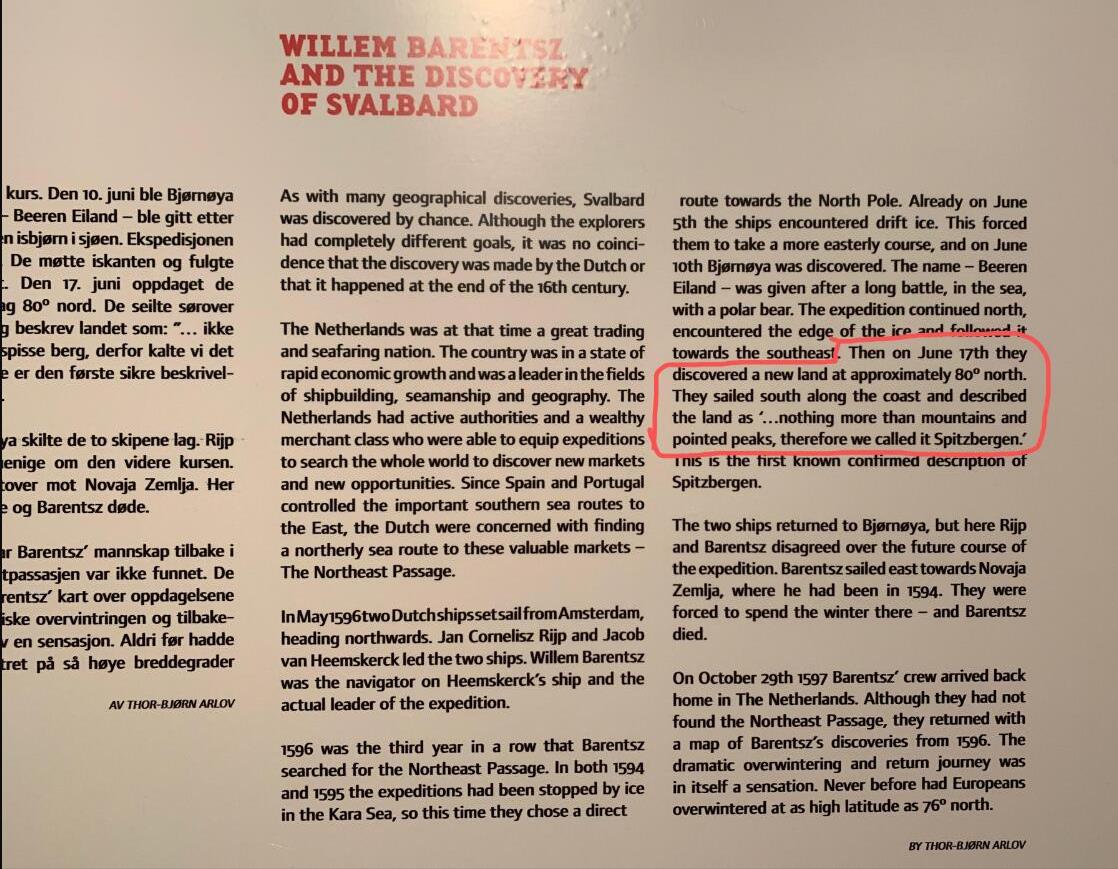 WILLEM BARENTSZ
AND THE DISCOVERY
OF SVALBARD
kurs. Den 10. juni ble Bjørnøya
– Beeren Eiland – ble gitt etter
n isbjørn i sjøen. Ekspedisjonen
De møtte iskanten og fulgte
t. Den 17. juni oppdaget de
ag 80° nord. De seilte sørover
g beskrev landet som: "... ikke
spisse berg, derfor kalte vi det
e er den første sikre beskrivel-
.
ya skilte de to skipene lag. Rijp
enige om den videre kursen.
tover mot Novaja Zemlja. Her
e og Barentsz døde.
ar Barentsz' mannskap tilbake i
tpassasjen var ikke funnet. De
rentsz' kart over oppdagelsene
iske overvintringen og tilbake-
v en sensasjon. Aldri før hadde
tret på så høye breddegrader
AV THOR-BJØRN ARLOV
As with many geographical discoveries, Svalbard
was discovered by chance. Although the explorers
had completely different goals, it was no coinci-
dence that the discovery was made by the Dutch or
that it happened at the end of the 16th century.
The Netherlands was at that time a great trading
and seafaring nation. The country was in a state of
rapid economic growth and was a leader in the fields
of shipbuilding, seamanship and geography. The
Netherlands had active authorities and a wealthy
merchant class who were able to equip expeditions
to search the whole world to discover new markets
and new opportunities. Since Spain and Portugal
controlled the important southern sea routes to
the East, the Dutch were concerned with finding
a northerly sea route to these valuable markets –
The Northeast Passage.
In May 1596 two Dutch ships set sail from Amsterdam,
heading northwards. Jan Cornelisz Rijp and Jacob
van Heemskerck led the two ships. Willem Barentsz
was the navigator on Heemskerck's ship and the
actual leader of the expedition.
1596 was the third year in a row that Barentsz
searched for the Northeast Passage. In both 1594
and 1595 the expeditions had been stopped by ice
in the Kara Sea, so this time they chose a direct
route towards the North Pole. Already on June
5th the ships encountered drift ice. This forced
them to take a more easterly course, and on June
10th Bjørnøya was discovered. The name – Beeren
Eiland – was given after a long battle, in the sea,
with a polar bear. The expedition continued north,
encountered the edge of the ice and followed it
towards the southeast. Then on June 17th they
discovered a new land at approximately 80° north.
They sailed south along the coast and described
the land as '...nothing more than mountains and
pointed peaks, therefore we called it Spitzbergen.'
This is the first known confirmed description of
Spitzbergen.
The two ships returned to Bjørnøya, but here Rijp
and Barentsz disagreed over the future course of
the expedition. Barentsz sailed east towards Novaja
Zemlja, where he had been in 1594. They were
forced to spend the winter there – and Barentsz
died.
On October 29th 1597 Barentsz' crew arrived back
home in The Netherlands. Although they had not
found the Northeast Passage, they returned with
a map of Barentsz's discoveries from 1596. The
dramatic overwintering and return journey was
in itself a sensation. Never before had Europeans
overwintered at as high latitude as 76° north.
BY THOR-BJØRN ARLOV